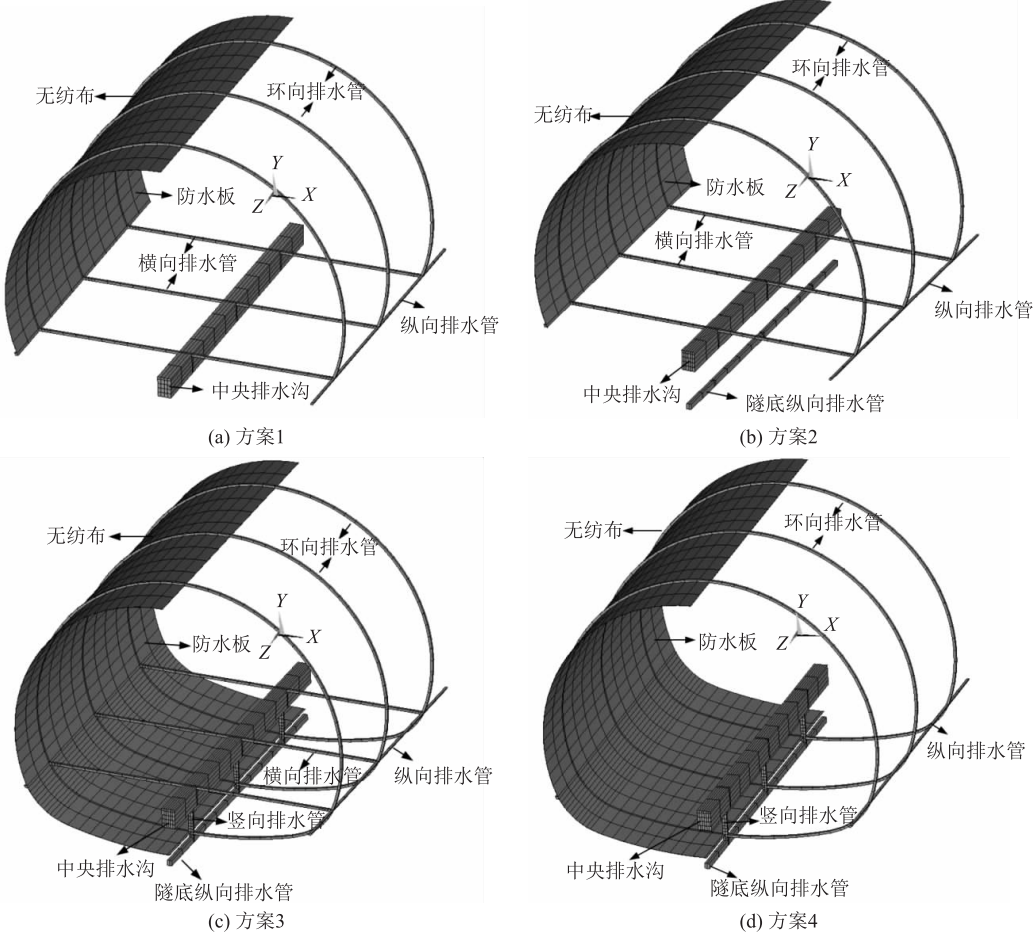 无纺布
环向排水管
防水板
Y
X
Z
横向排水管
纵向排水管
中央排水沟
(a) 方案1
无纺布
环向排水管
防水板
Y
X
Z
横向排水管
纵向排水管
中央排水沟
隧底纵向排水管
(b) 方案2
无纺布
环向排水管
防水板
Y
X
Z
横向排水管
纵向排水管
竖向排水管
中央排水沟
隧底纵向排水管
(c) 方案3
无纺布
环向排水管
防水板
Y
X
Z
纵向排水管
竖向排水管
中央排水沟
隧底纵向排水管
(d) 方案4